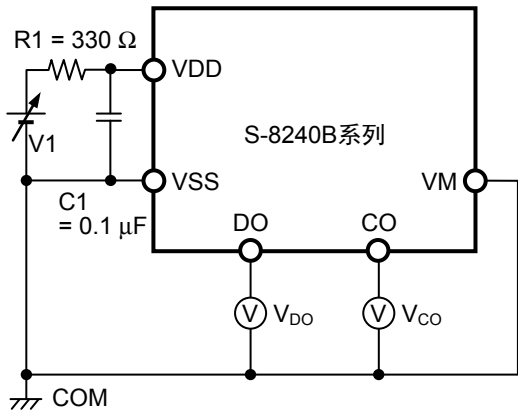 R1 = 330 Ω
VDD
V1
S-8240B系列
VSS
VM
C1
= 0.1 μF
DO
CO
V
VDO
V
VCO
COM